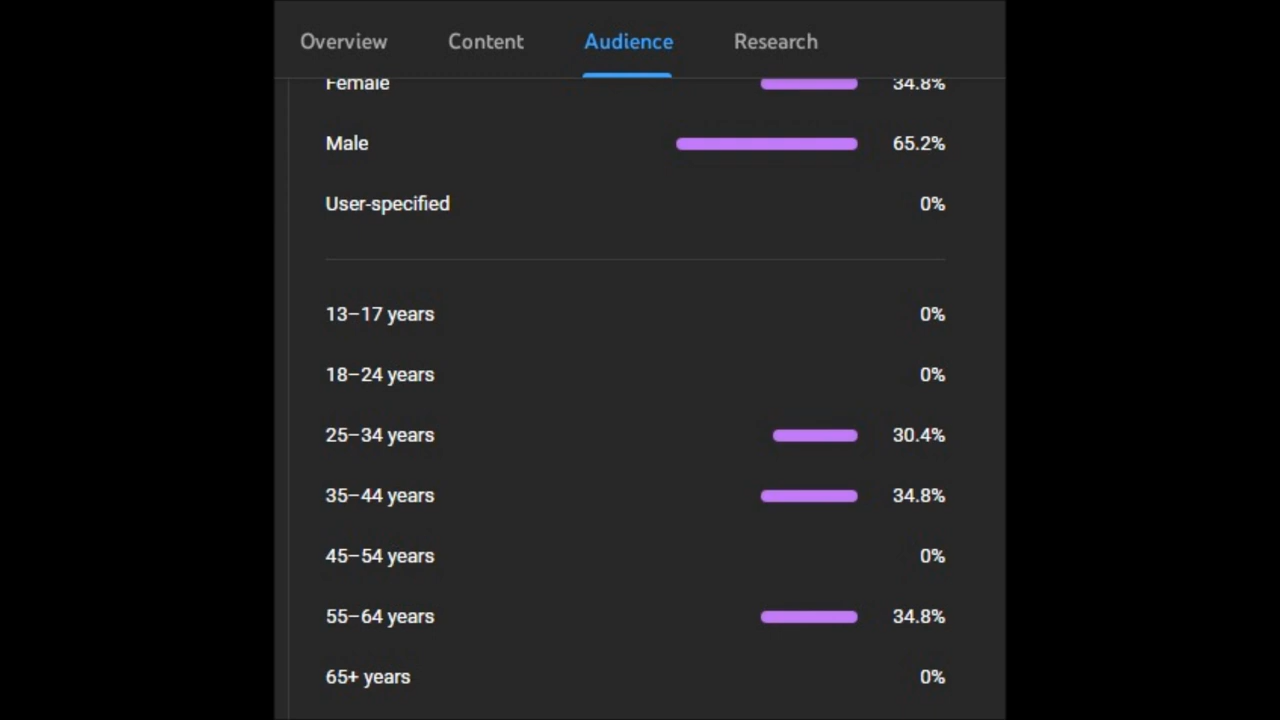 Overview Content Audience Research
Female 34.8%
Male 65.2%
User-specified 0%
13–17 years 0%
18–24 years 0%
25–34 years 30.4%
35–44 years 34.8%
45–54 years 0%
55–64 years 34.8%
65+ years 0%